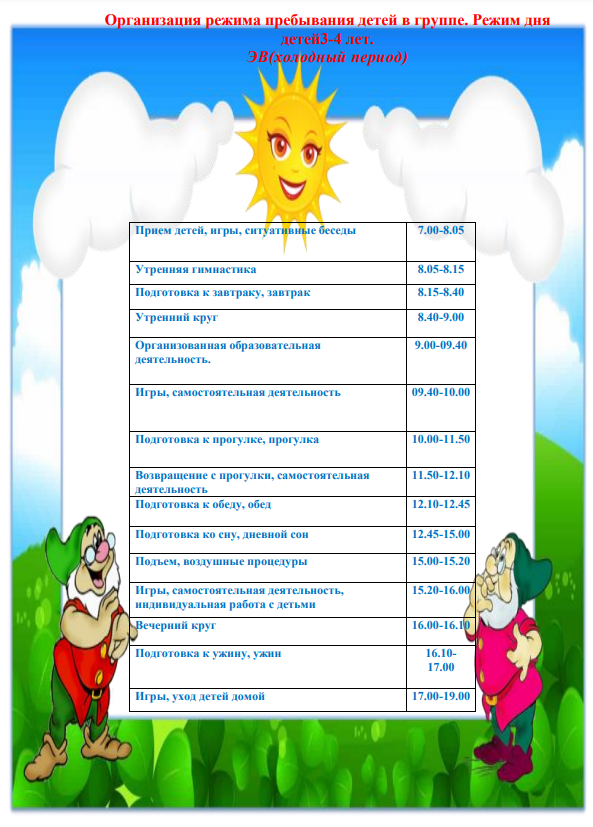 Организация режима пребывания детей в группе. Режим дня
детей3-4 лет.
ЭВ(холодный период)
Прием детей, игры, ситуативные беседы 7.00-8.05
Утренняя гимнастика 8.05-8.15
Подготовка к завтраку, завтрак 8.15-8.40
Утренний круг 8.40-9.00
Организованная образовательная 9.00-09.40
деятельность.
Игры, самостоятельная деятельность 09.40-10.00
Подготовка к прогулке, прогулка 10.00-11.50
Возвращение с прогулки, самостоятельная 11.50-12.10
деятельность
Подготовка к обеду, обед 12.10-12.45
Подготовка ко сну, дневной сон 12.45-15.00
Подъем, воздушные процедуры 15.00-15.20
Игры, самостоятельная деятельность, 15.20-16.00
индивидуальная работа с детьми
Вечерний круг 16.00-16.10
Подготовка к ужину, ужин 16.10-
17.00
Игры, уход детей домой 17.00-19.00